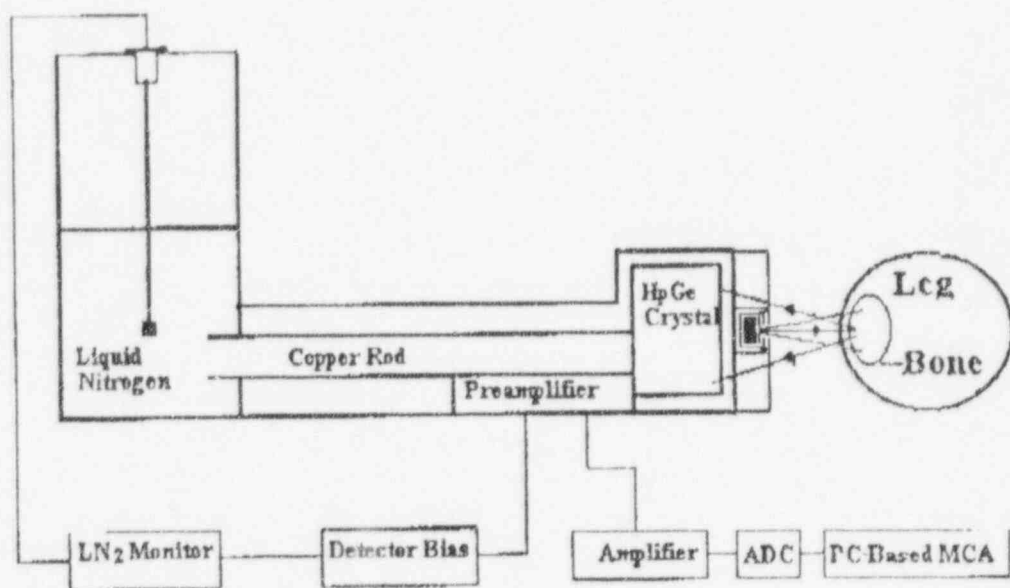 HpGe
Crystal
Leg
Bone
Liquid
Nitrogen
Copper Rod
Preamplifier
LN2 Monitor
Detector Bias
Amplifier
ADC
PC-Based MCA